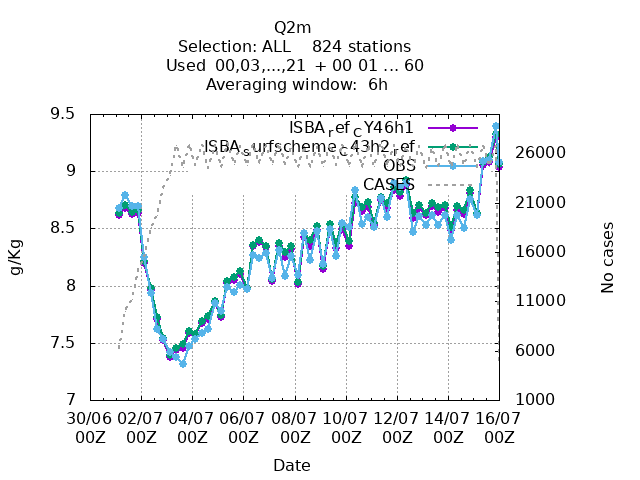 Q2m
Selection: ALL    824 stations
Used  00,03,...,21  + 00 01 ... 60
Averaging window:  6h
9.5
9
8.5
8
7.5
7
g/Kg
ISBA_ref_CY46h1
ISBA_surfscheme_C43h2_ref
OBS
CASES
26000
21000
16000
11000
6000
1000
No cases
30/06 02/07 04/07 06/07 08/07 10/07 12/07 14/07 16/07
00Z 00Z 00Z 00Z 00Z 00Z 00Z 00Z 00Z
Date